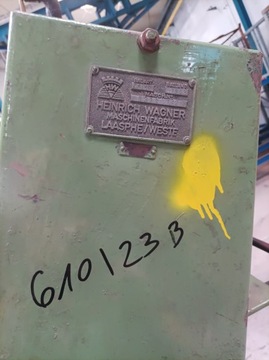 HEINRICH WAGNER
MASCHINENFABRIK
LAASPHE/WESTF
610123 B